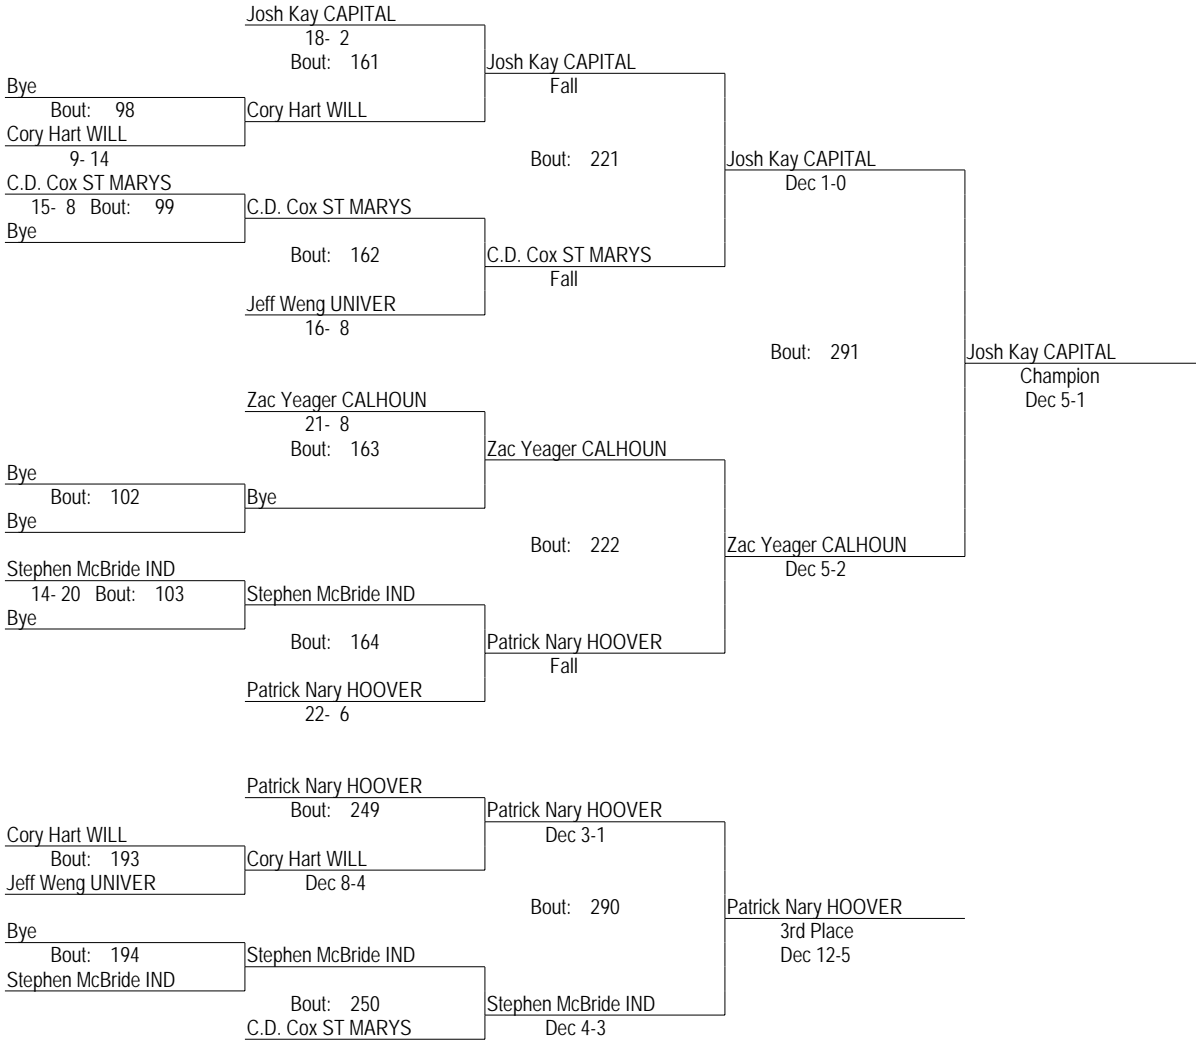 Josh Kay CAPITAL
18- 2
Bout: 161
Josh Kay CAPITAL
Bye
Fall
Bout: 98
Cory Hart WILL
Cory Hart WILL
9- 14
Bout: 221
Josh Kay CAPITAL
C.D. Cox ST MARYS
Dec 1-0
15- 8 Bout: 99
C.D. Cox ST MARYS
Bye
Bout: 162
C.D. Cox ST MARYS
Fall
Jeff Weng UNIVER
16- 8
Bout: 291
Josh Kay CAPITAL
Champion
Dec 5-1
Zac Yeager CALHOUN
21- 8
Bout: 163
Zac Yeager CALHOUN
Bye
Bout: 102
Bye
Bye
Bout: 222
Zac Yeager CALHOUN
Stephen McBride IND
Dec 5-2
14- 20 Bout: 103
Stephen McBride IND
Bye
Bout: 164
Patrick Nary HOOVER
Fall
Patrick Nary HOOVER
22- 6
Patrick Nary HOOVER
Bout: 249
Patrick Nary HOOVER
Cory Hart WILL
Dec 3-1
Bout: 193
Cory Hart WILL
Jeff Weng UNIVER
Dec 8-4
Bout: 290
Patrick Nary HOOVER
Bye
3rd Place
Bout: 194
Stephen McBride IND
Dec 12-5
Stephen McBride IND
Bout: 250
Stephen McBride IND
C.D. Cox ST MARYS
Dec 4-3